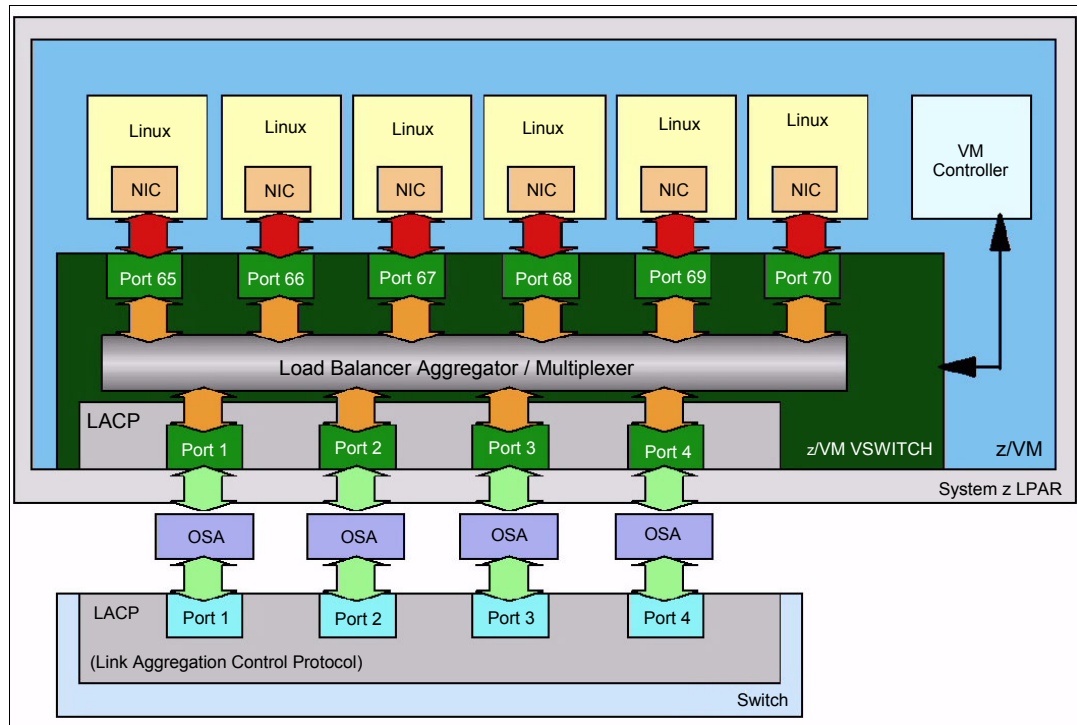 Linux
Linux
Linux
Linux
Linux
Linux
VM
Controller
NIC
NIC
NIC
NIC
NIC
NIC
Port 65
Port 66
Port 67
Port 68
Port 69
Port 70
Load Balancer Aggregator / Multiplexer
LACP
Port 1
Port 2
Port 3
Port 4
z/VM VSWITCH
z/VM
System z LPAR
OSA
OSA
OSA
OSA
LACP
Port 1
Port 2
Port 3
Port 4
(Link Aggregation Control Protocol)
Switch